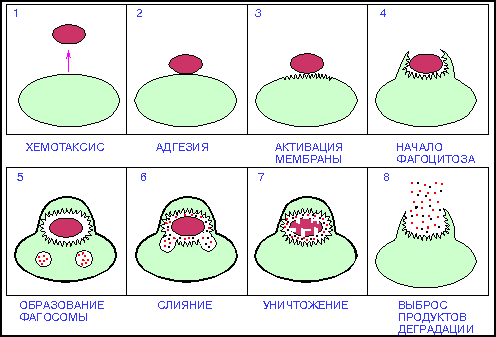 1
2
3
4
ХЕМОТАКСИС
АДГЕЗИЯ
АКТИВАЦИЯ
МЕМБРАНЫ
НАЧАЛО
ФАГОЦИТОЗА
5
6
7
8
ОБРАЗОВАНИЕ
ФАГОСОМЫ
СЛИЯНИЕ
УНИЧТОЖЕНИЕ
ВЫБРОС
ПРОДУКТОВ
ДЕГРАДАЦИИ